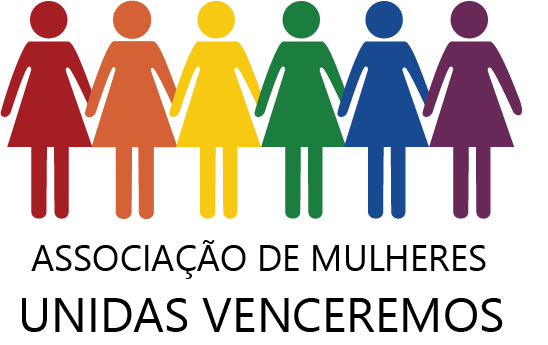 ASSOCIAÇÃO DE MULHERES
UNIDAS VENCEREMOS